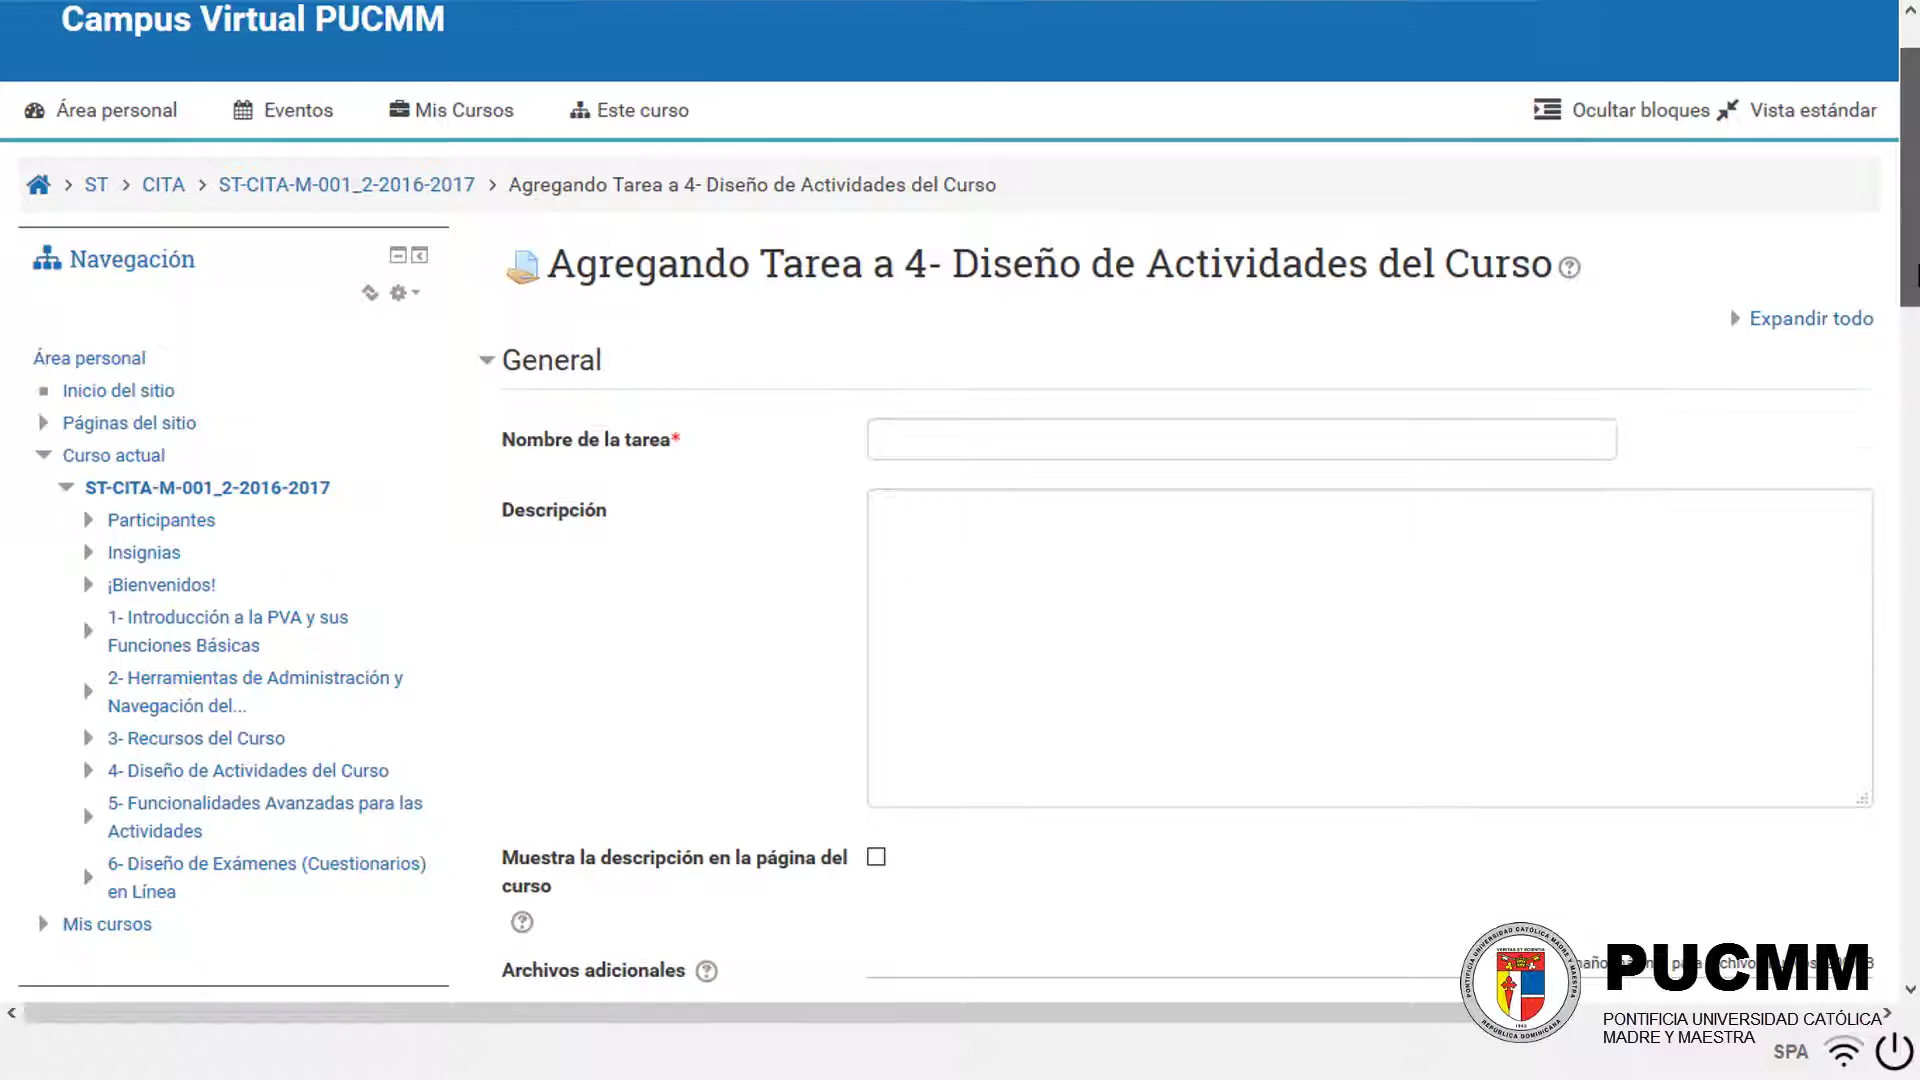 Campus Virtual PUCMM
Área personal
Eventos
Mis Cursos
Este curso
Ocultar bloques
Vista estándar
ST > CITA > ST-CITA-M-001_2-2016-2017 > Agregando Tarea a 4- Diseño de Actividades del Curso
Navegación
Área personal
Inicio del sitio
Páginas del sitio
Curso actual
ST-CITA-M-001_2-2016-2017
Participantes
Insignias
¡Bienvenidos!
1- Introducción a la PVA y sus
Funciones Básicas
2- Herramientas de Administración y
Navegación del...
3- Recursos del Curso
4- Diseño de Actividades del Curso
5- Funcionalidades Avanzadas para las
Actividades
6- Diseño de Exámenes (Cuestionarios)
en Línea
Mis cursos
Agregando Tarea a 4- Diseño de Actividades del Curso
Expandir todo
General
Nombre de la tarea*
Descripción
Muestra la descripción en la página del
curso
Archivos adicionales
PUCMM
PONTIFICIA UNIVERSIDAD CATÓLICA
MADRE Y MAESTRA
SPA